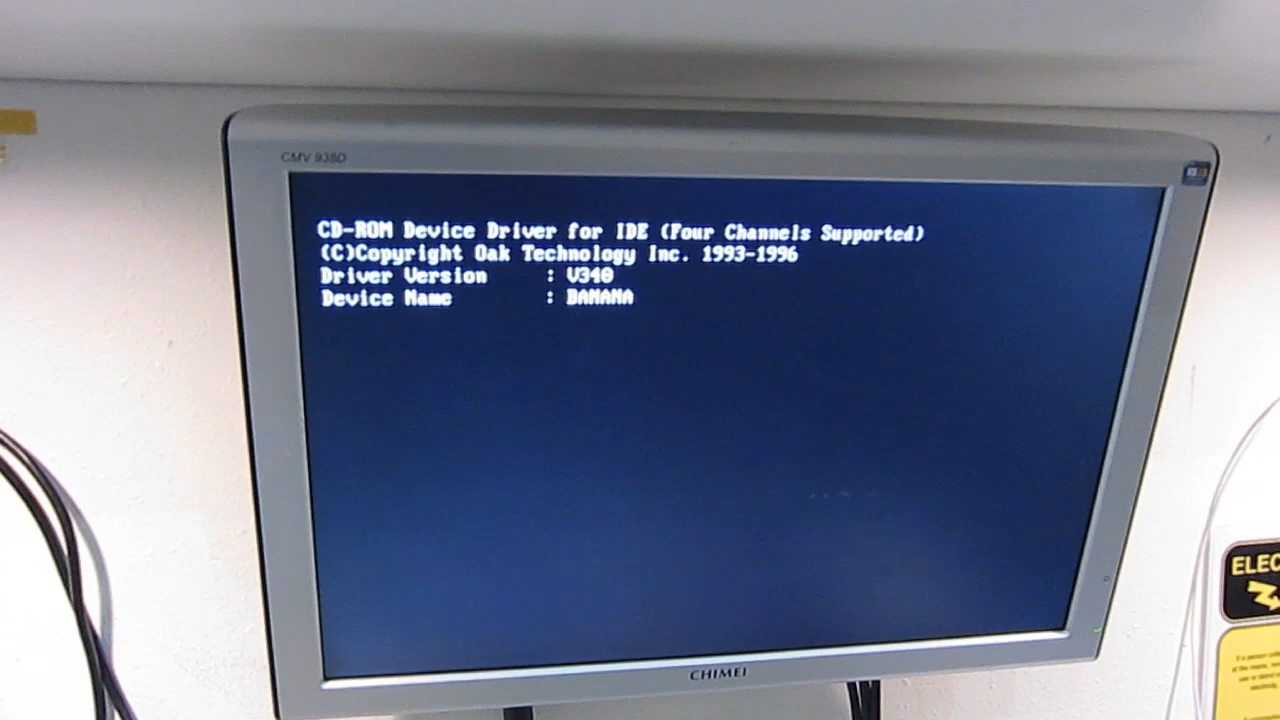 CMV 938D
CD-ROM Device Driver for IDE (Four Channels Supported)
(C)Copyright Oak Technology Inc. 1993-1996
Driver Version : V340
Device Name : BANANA
CHIMEI
ELEC